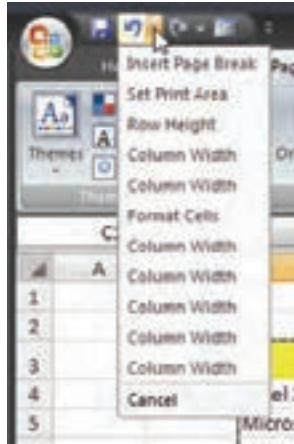 Insert Page Break
Set Print Area
Row Height
Column Width
Column Width
Format Cells
Column Width
Column Width
Column Width
Column Width
Column Width
Cancel
Themes
A
1
2
3
4
5
Micros